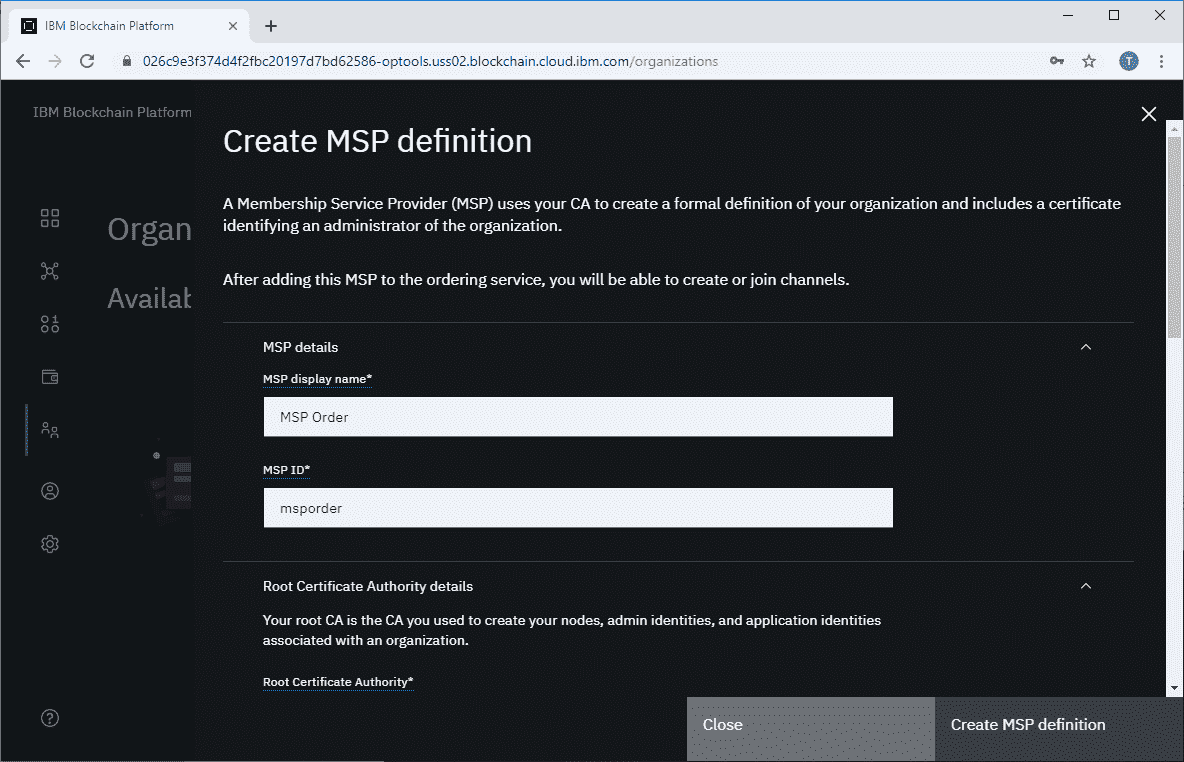 IBM Blockchain Platform
026c9e3f374d4f2fbc20197d7bd62586-optools.uss02.blockchain.cloud.ibm.com/organizations
T
IBM Blockchain Platform
Create MSP definition
A Membership Service Provider (MSP) uses your CA to create a formal definition of your organization and includes a certificate
identifying an administrator of the organization.
Organ
After adding this MSP to the ordering service, you will be able to create or join channels.
Availab
MSP details
MSP display name*
MSP Order
MSP ID*
msporder
Root Certificate Authority details
Your root CA is the CA you used to create your nodes, admin identities, and application identities
associated with an organization.
Root Certificate Authority*
Close
Create MSP definition